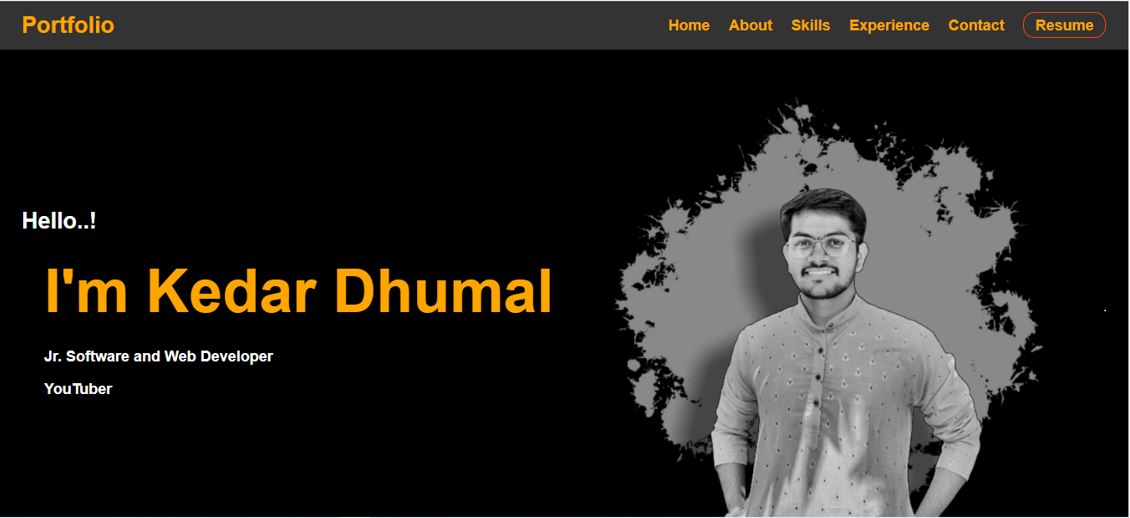 Portfolio
Home About Skills Experience Contact Resume
Hello..!
I'm Kedar Dhumal
Jr. Software and Web Developer
YouTuber